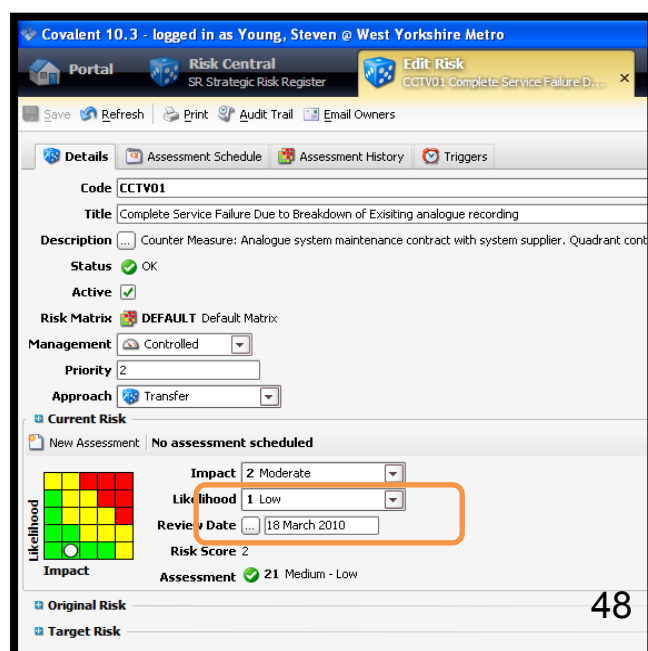 Covalent 10.3 - logged in as Young, Steven @ West Yorkshire Metro
Portal
Risk Central
SR Strategic Risk Register
Edit Risk
CCTV01 Complete Service Failure D...
Save Refresh Print Audit Trail Email Owners
Details Assessment Schedule Assessment History Triggers
Code CCTV01
Title Complete Service Failure Due to Breakdown of Exisiting analogue recording
Description ... Counter Measure: Analogue system maintenance contract with system supplier. Quadrant cont
Status OK
Active
Risk Matrix DEFAULT Default Matrix
Management Controlled
Priority 2
Approach Transfer
Current Risk
New Assessment No assessment scheduled
Impact 2 Moderate
Likelihood 1 Low
Review Date ... 18 March 2010
Risk Score 2
Assessment 21 Medium - Low
Likelihood
Impact
Original Risk
48
Target Risk